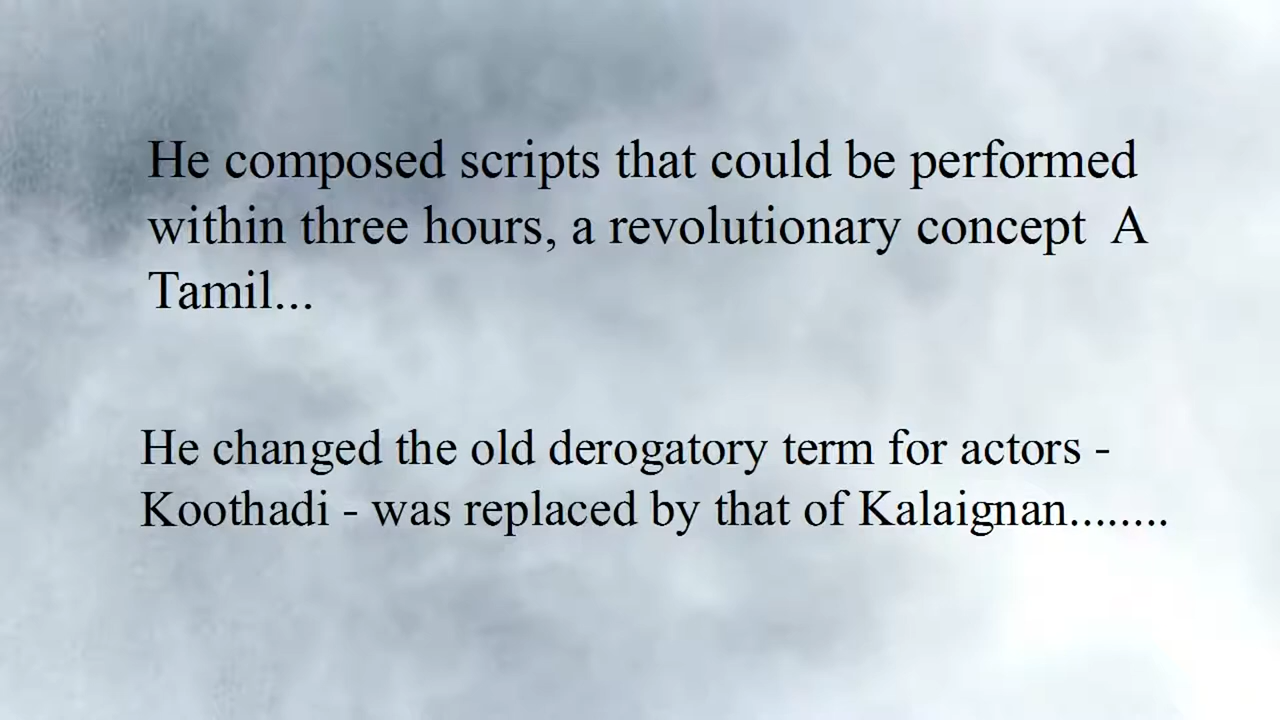 He composed scripts that could be performed
within three hours, a revolutionary concept  A
Tamil...
He changed the old derogatory term for actors -
Koothadi - was replaced by that of Kalaignan........